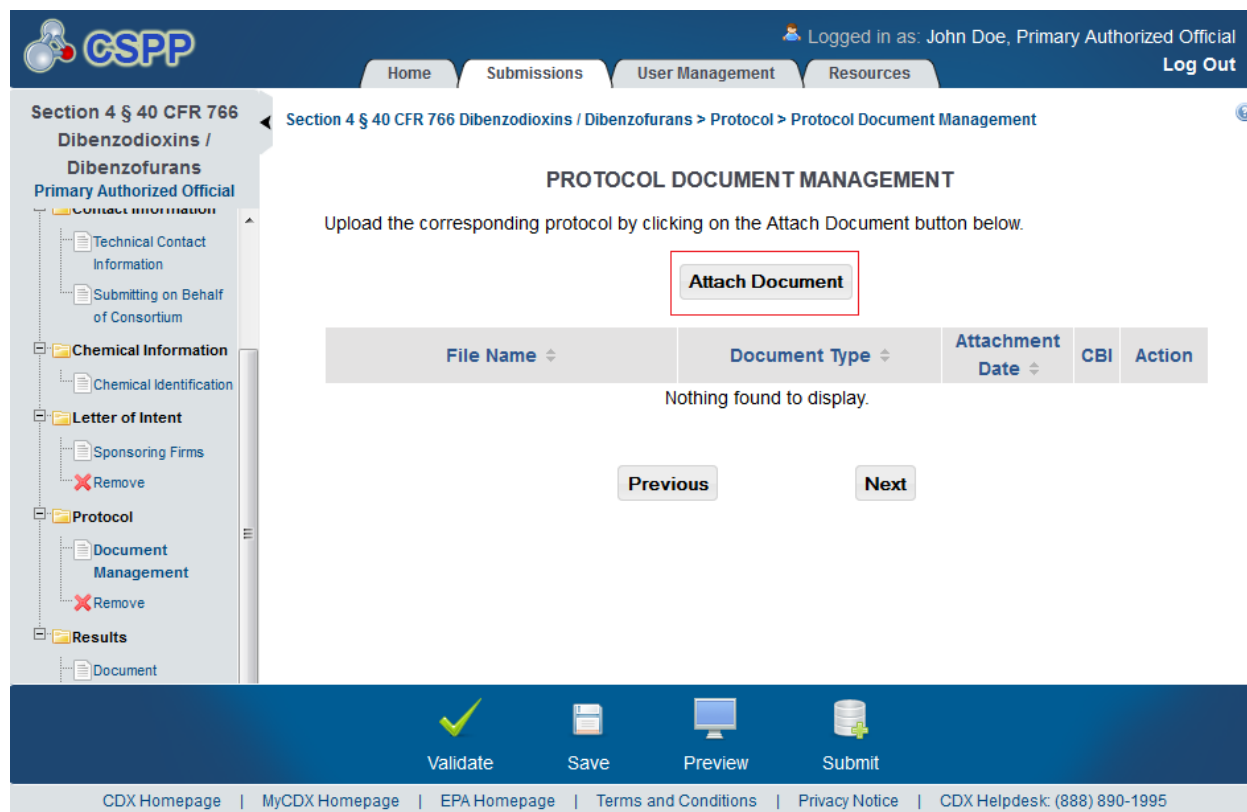 CSPP
Logged in as: John Doe, Primary Authorized Official
Log Out
Home Submissions User Management Resources
Section 4 § 40 CFR 766
Dibenzodioxins /
Dibenzofurans
Primary Authorized Official
Contact Information
Technical Contact
Information
Submitting on Behalf
of Consortium
Chemical Information
Chemical Identification
Letter of Intent
Sponsoring Firms
Remove
Protocol
Document
Management
Remove
Results
Document
Section 4 § 40 CFR 766 Dibenzodioxins / Dibenzofurans > Protocol > Protocol Document Management
PROTOCOL DOCUMENT MANAGEMENT
Upload the corresponding protocol by clicking on the Attach Document button below.
Attach Document
File Name Document Type Attachment Date CBI Action
Nothing found to display.
Previous Next
Validate Save Preview Submit
CDX Homepage | MyCDX Homepage | EPA Homepage | Terms and Conditions | Privacy Notice | CDX Helpdesk: (888) 890-1995